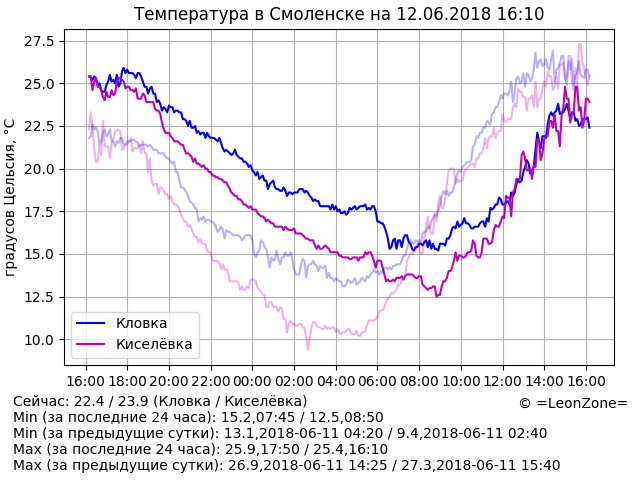 Температура в Смоленске на 12.06.2018 16:10
градусов Цельсия, °C
27.5
25.0
22.5
20.0
17.5
15.0
12.5
10.0
Кловка
Киселёвка
16:00 18:00 20:00 22:00 00:00 02:00 04:00 06:00 08:00 10:00 12:00 14:00 16:00
Сейчас: 22.4 / 23.9 (Кловка / Киселёвка)
© =LeonZone=
Min (за последние 24 часа): 15.2,07:45 / 12.5,08:50
Min (за предыдущие сутки): 13.1,2018-06-11 04:20 / 9.4,2018-06-11 02:40
Max (за последние 24 часа): 25.9,17:50 / 25.4,16:10
Max (за предыдущие сутки): 26.9,2018-06-11 14:25 / 27.3,2018-06-11 15:40